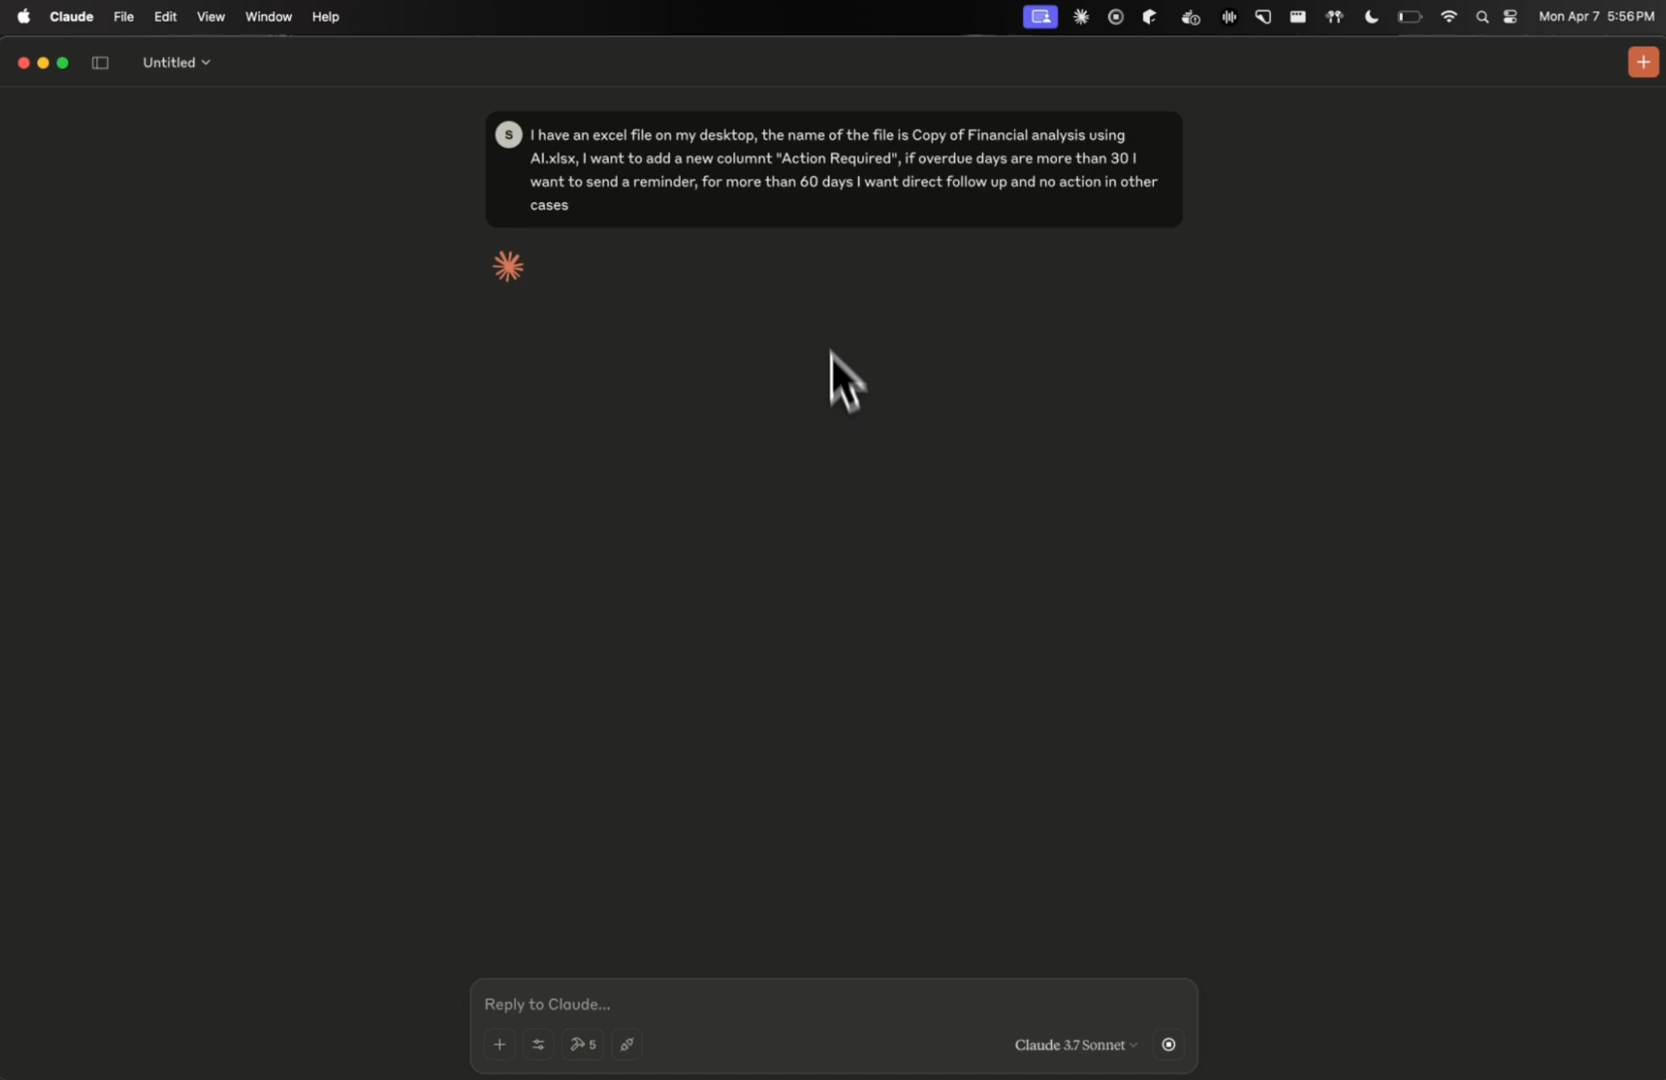 Claude File Edit View Window Help Mon Apr 7 5:56 PM
Untitled
S
I have an excel file on my desktop, the name of the file is Copy of Financial analysis using
AI.xlsx, I want to add a new columnt "Action Required", if overdue days are more than 30 I
want to send a reminder, for more than 60 days I want direct follow up and no action in other
cases
Reply to Claude...
5 Claude 3.7 Sonnet